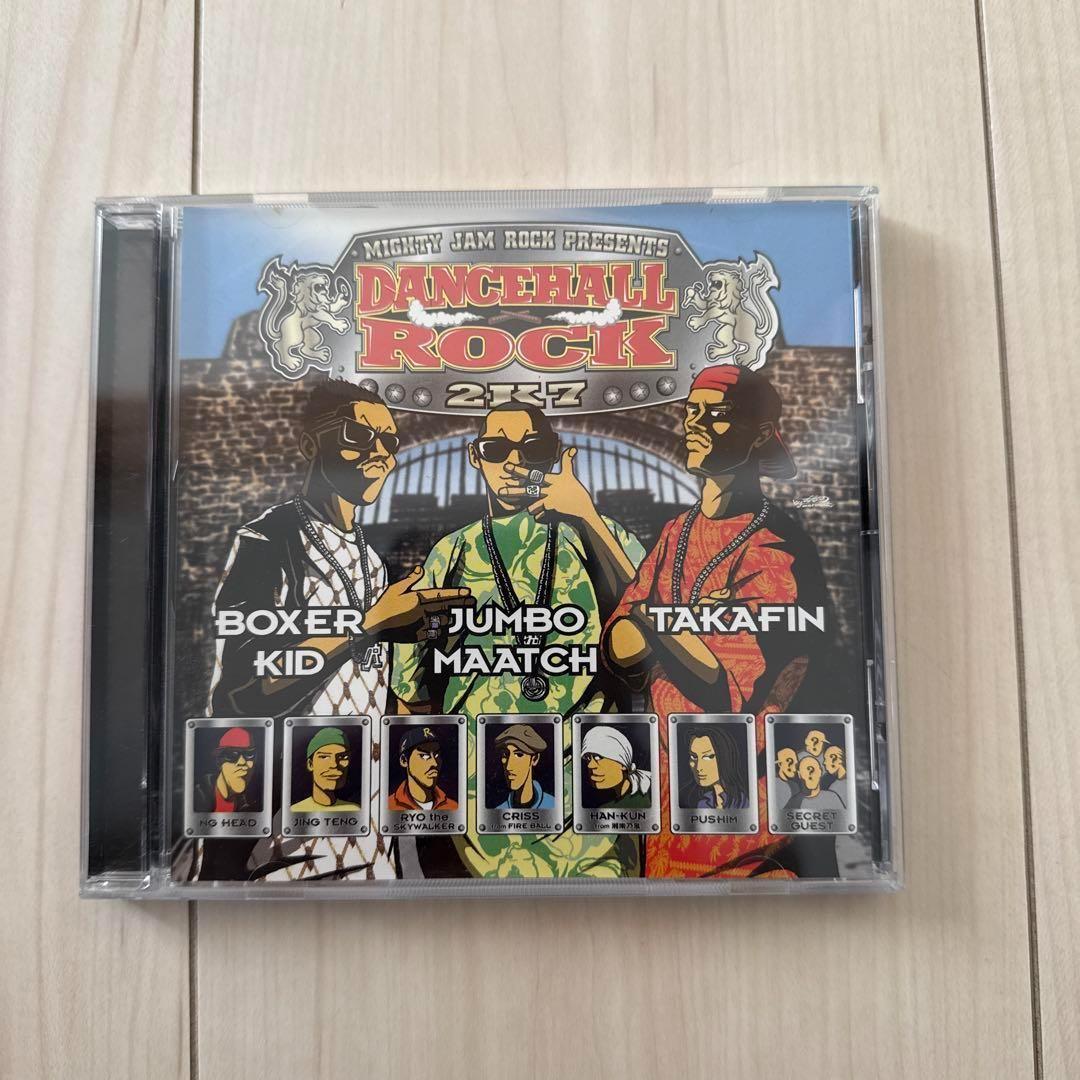 MIGHTY JAM ROCK PRESENTS
DANCEHALL
ROCK
2K7
BOXER
KID
JUMBO
MAATCH
TAKAFIN
NG HEAD
JING TENG
R
RYO the
SKYWALKER
CRISS
from FIRE BALL
HAN-KUN
from 湘南乃風
PUSHIM
? ? ? ?
SECRET
GUEST